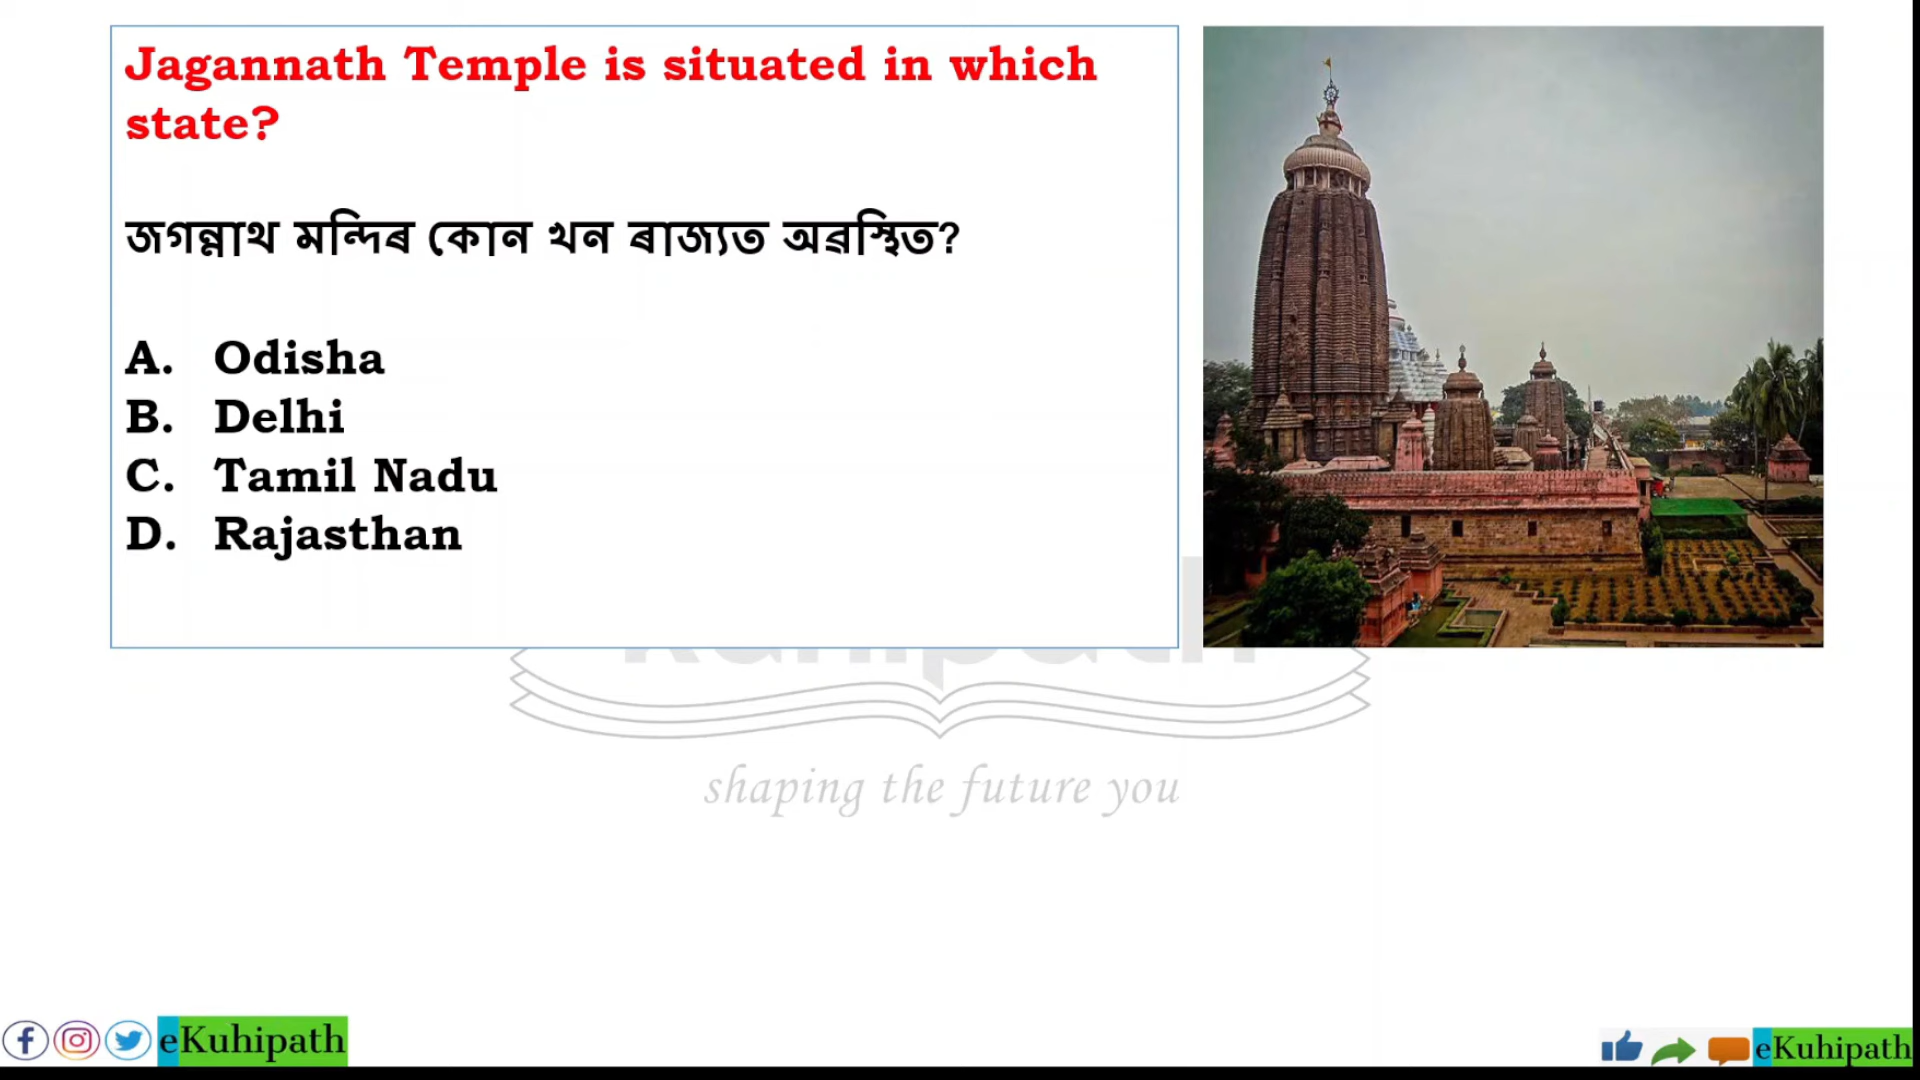 Jagannath Temple is situated in which
state?
জগন্নাথ মন্দিৰ কোন খন ৰাজ্যত অৱস্থিত?
A. Odisha
B. Delhi
C. Tamil Nadu
D. Rajasthan
shaping the future you
eKuhipath
eKuhipath